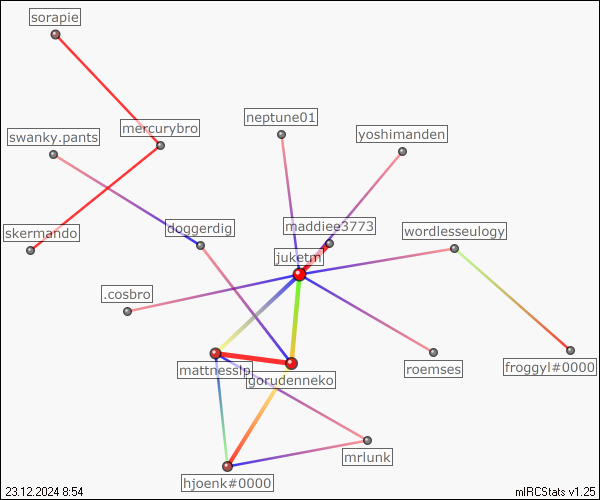 sorapie
neptune01
mercurybro
yoshimanden
swanky.pants
maddiee3773
doggerdig
wordlesseulogy
skermando
juketm
.cosbro
mattnesslp
roemses
froggyl#0000
gorudenneko
mrlunk
hjoenk#0000
23.12.2024 8:54
mIRCStats v1.25